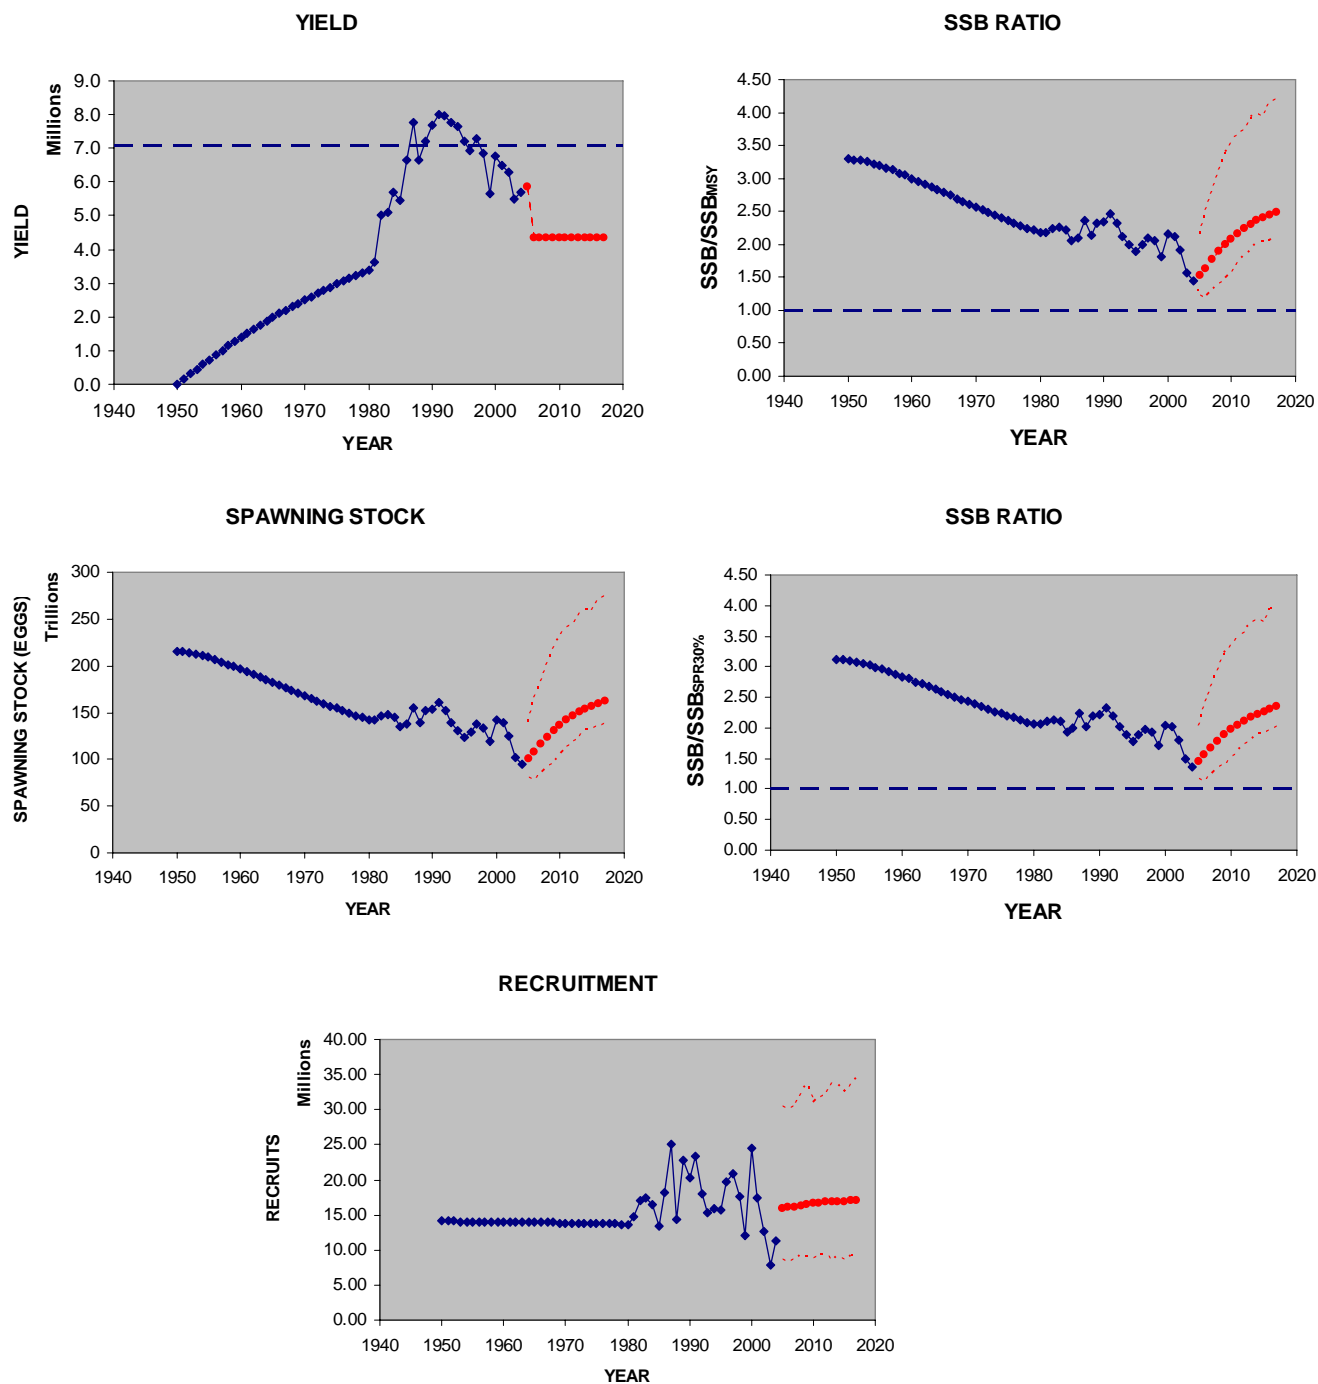 YIELD
Millions
YIELD
9.0
8.0
7.0
6.0
5.0
4.0
3.0
2.0
1.0
0.0
1940 1950 1960 1970 1980 1990 2000 2010 2020
YEAR
SSB RATIO
SSB/SSBMSY
4.50
4.00
3.50
3.00
2.50
2.00
1.50
1.00
0.50
0.00
1940 1950 1960 1970 1980 1990 2000 2010 2020
YEAR
SPAWNING STOCK
Trillions
SPAWNING STOCK (EGGS)
300
250
200
150
100
50
0
1940 1950 1960 1970 1980 1990 2000 2010 2020
YEAR
SSB RATIO
SSB/SSBSPR30%
4.50
4.00
3.50
3.00
2.50
2.00
1.50
1.00
0.50
0.00
1940 1950 1960 1970 1980 1990 2000 2010 2020
YEAR
RECRUITMENT
Millions
RECRUITS
40.00
35.00
30.00
25.00
20.00
15.00
10.00
5.00
0.00
1940 1950 1960 1970 1980 1990 2000 2010 2020
YEAR